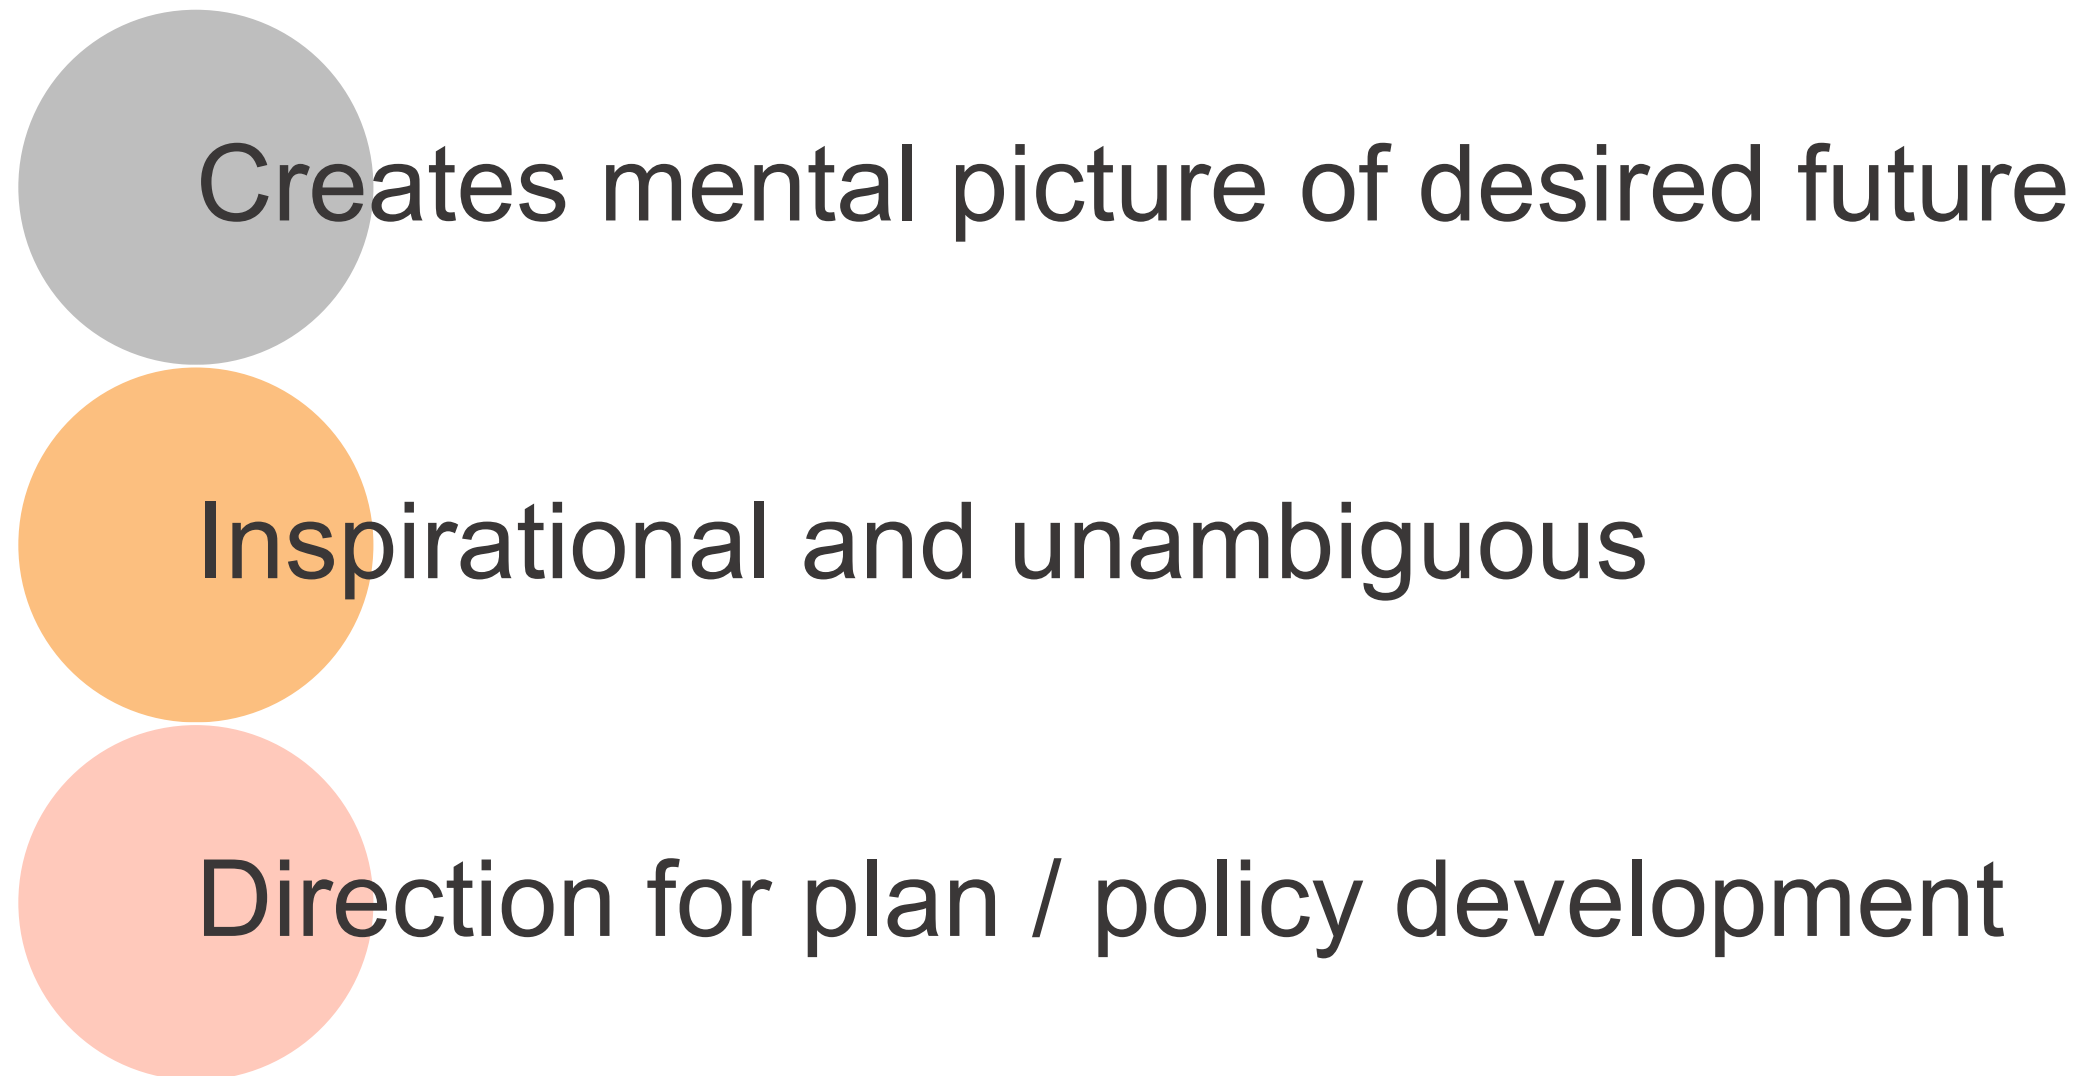 Creates mental picture of desired future
Inspirational and unambiguous
Direction for plan / policy development